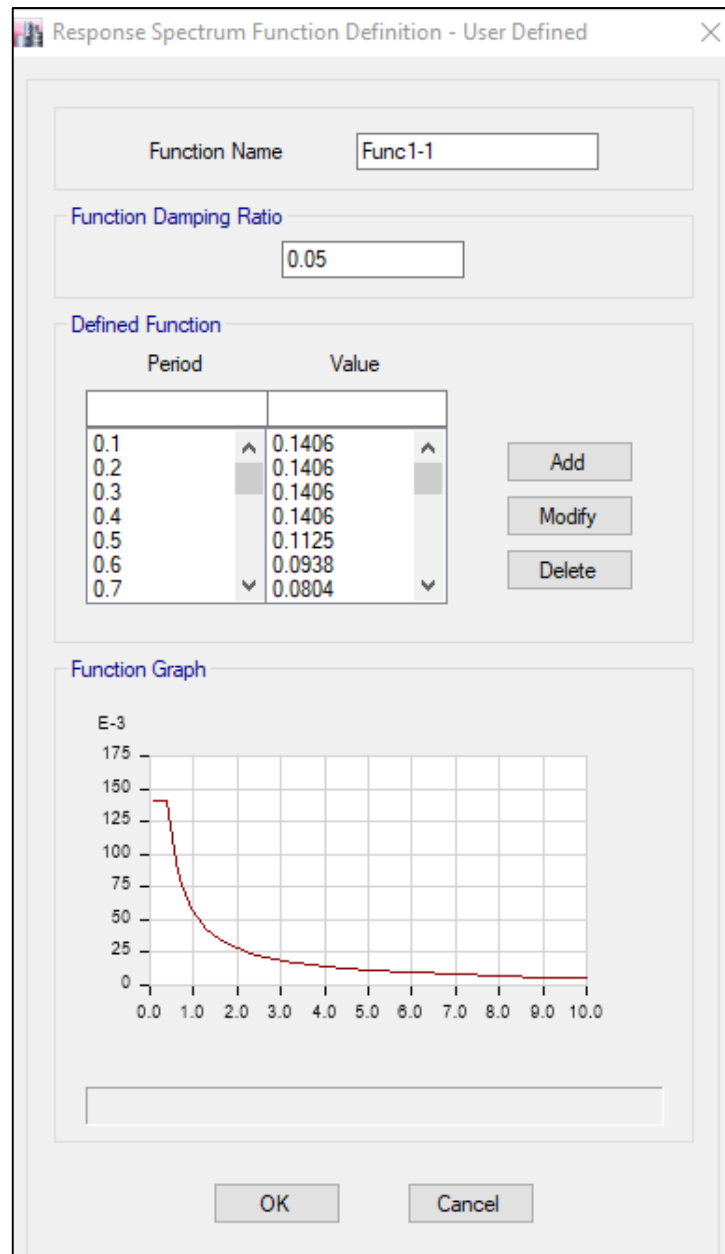 Response Spectrum Function Definition - User Defined
Function Name Func1-1
Function Damping Ratio
0.05
Defined Function
Period Value
0.1 0.1406
0.2 0.1406
0.3 0.1406
0.4 0.1406
0.5 0.1125
0.6 0.0938
0.7 0.0804
Add
Modify
Delete
Function Graph
E-3
175
150
125
100
75
50
25
0
0.0 1.0 2.0 3.0 4.0 5.0 6.0 7.0 8.0 9.0 10.0
OK Cancel